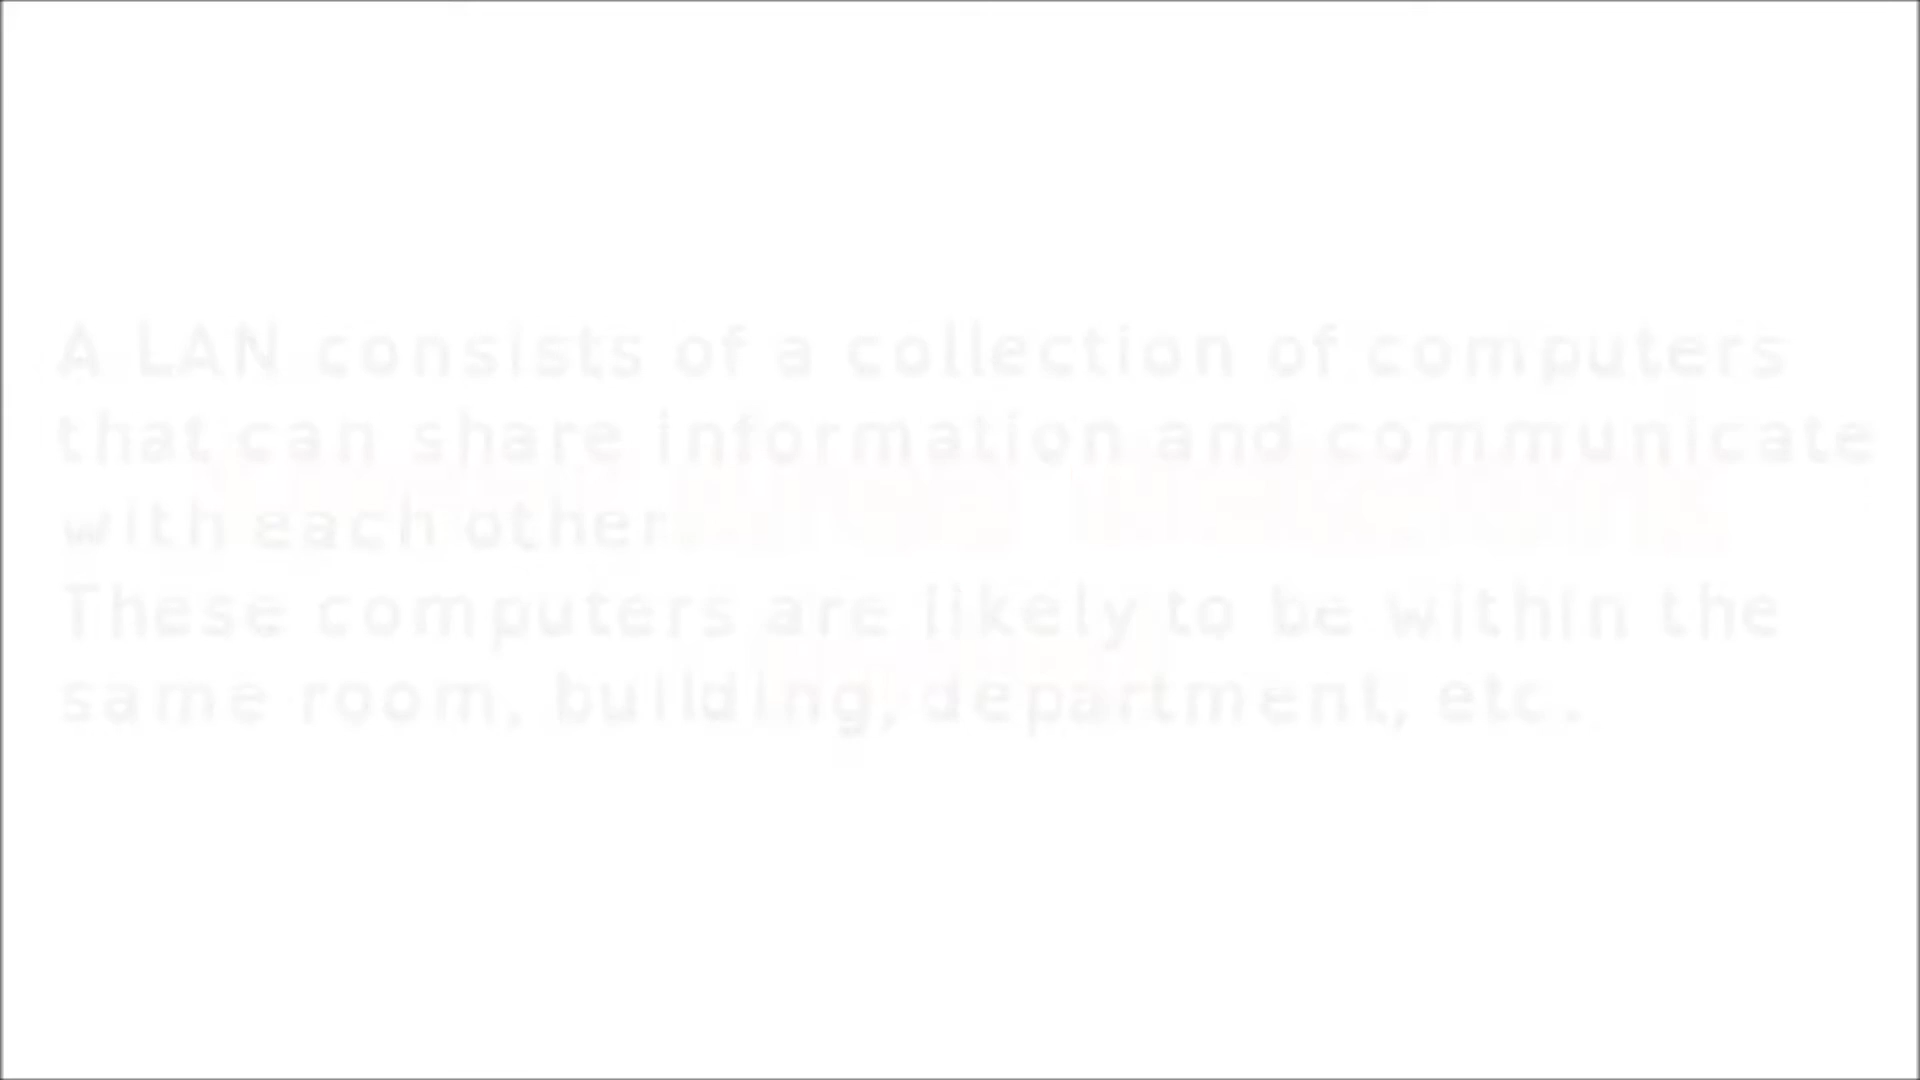 A LAN consists of a collection of computers
that can share information and communicate
with each other.
These computers are likely to be within the
same room, building, department, etc.